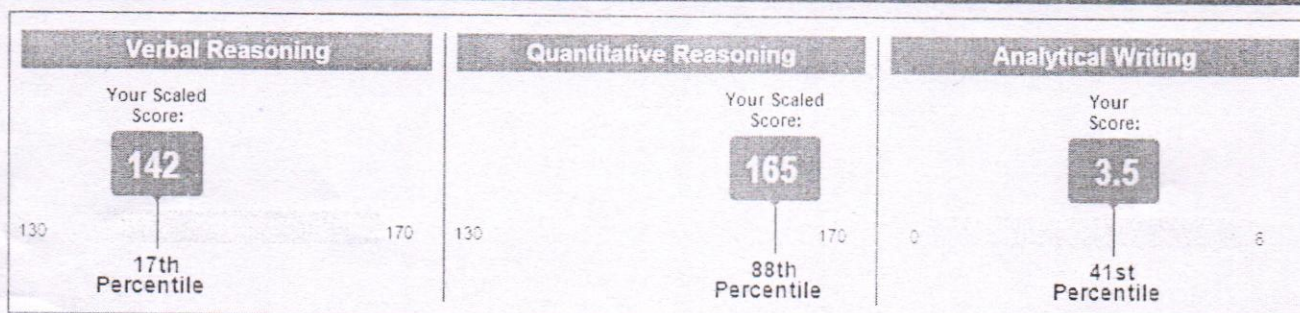 Verbal Reasoning
Your Scaled
Score:
142
130
170
17th
Percentile
Quantitative Reasoning
Your Scaled
Score:
165
130
170
88th
Percentile
Analytical Writing
Your
Score:
3.5
0
6
41st
Percentile